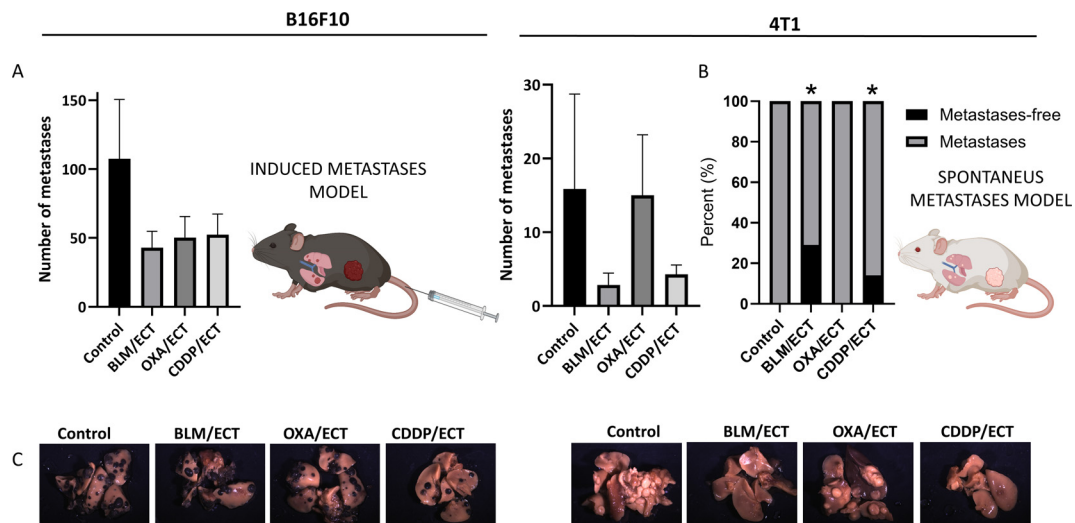 B16F10
4T1
A
Number of metastases
150
100
50
0
Control
BLM/ECT
OXA/ECT
CDDP/ECT
INDUCED METASTASES
MODEL
Number of metastases
30
20
10
0
Control
BLM/ECT
OXA/ECT
CDDP/ECT
B
Percent (%)
100
80
60
40
20
0
*
*
Control
BLM/ECT
OXA/ECT
CDDP/ECT
Metastases-free
Metastases
SPONTANEUS
METASTASES MODEL
C
Control
BLM/ECT
OXA/ECT
CDDP/ECT
Control
BLM/ECT
OXA/ECT
CDDP/ECT